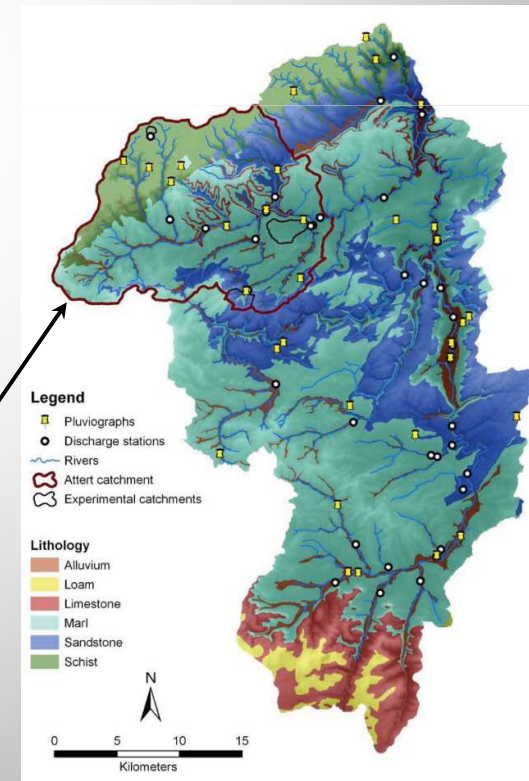 Legend
Pluviographs
Discharge stations
Rivers
Attert catchment
Experimental catchments
Lithology
Alluvium
Loam
Limestone
Marl
Sandstone
Schist
N
0 5 10 15
Kilometers